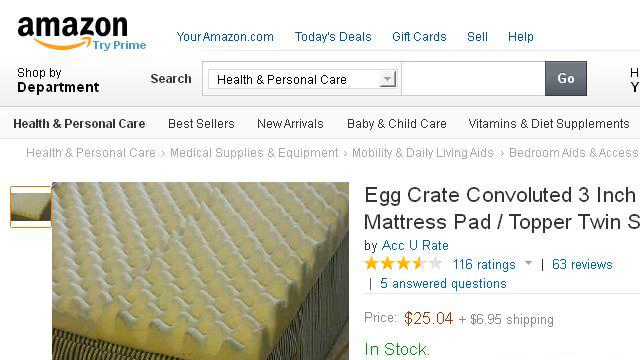 amazon
Try Prime
Your Amazon.com Today's Deals Gift Cards Sell Help
Shop by
Department
Search Health & Personal Care Go
H
Y
Health & Personal Care Best Sellers New Arrivals Baby & Child Care Vitamins & Diet Supplements
Health & Personal Care › Medical Supplies & Equipment › Mobility & Daily Living Aids › Bedroom Aids & Access
Egg Crate Convoluted 3 Inch
Mattress Pad / Topper Twin S
by Acc U Rate
116 ratings | 63 reviews
| 5 answered questions
Price: $25.04 + $6.95 shipping
In Stock.